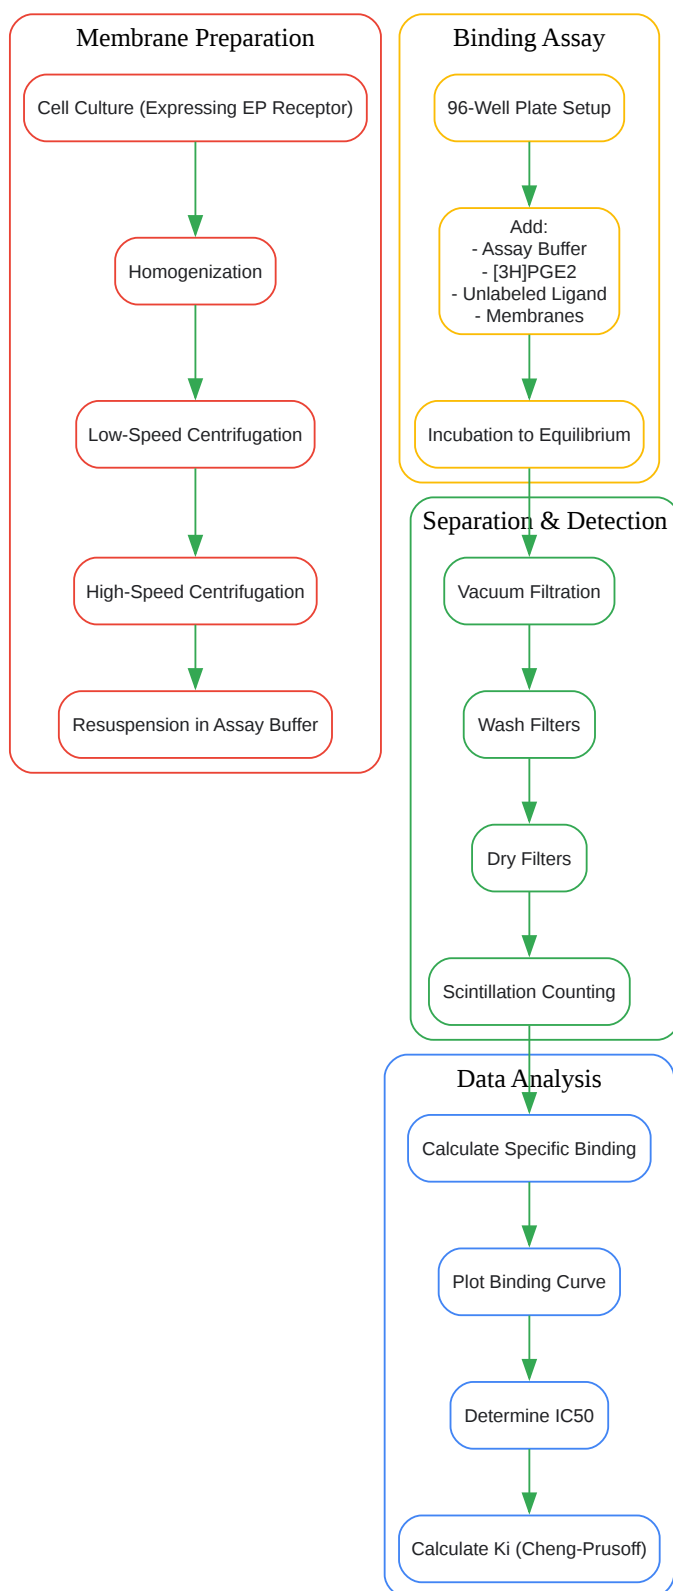 Membrane Preparation
Cell Culture (Expressing EP Receptor)
Homogenization
Low-Speed Centrifugation
High-Speed Centrifugation
Resuspension in Assay Buffer
Binding Assay
96-Well Plate Setup
Add:
- Assay Buffer
- [3H]PGE2
- Unlabeled Ligand
- Membranes
Incubation to Equilibrium
Separation & Detection
Vacuum Filtration
Wash Filters
Dry Filters
Scintillation Counting
Data Analysis
Calculate Specific Binding
Plot Binding Curve
Determine IC50
Calculate Ki (Cheng-Prusoff)